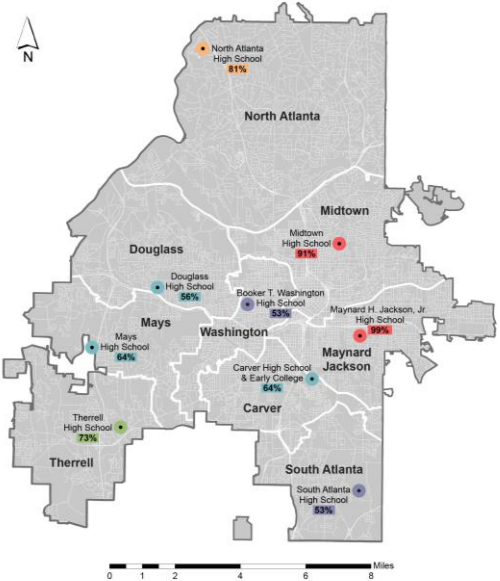 N
North Atlanta
High School
81%
North Atlanta
Midtown
Midtown
High School
91%
Douglass
Douglass
High School
56%
Booker T. Washington
High School
53%
Maynard H. Jackson, Jr
High School
99%
Mays
Mays
High School
64%
Washington
Maynard
Jackson
Carver High School
& Early College
64%
Carver
Therrell
High School
73%
Therrell
South Atlanta
South Atlanta
High School
53%
Miles
0 1 2 4 6 8